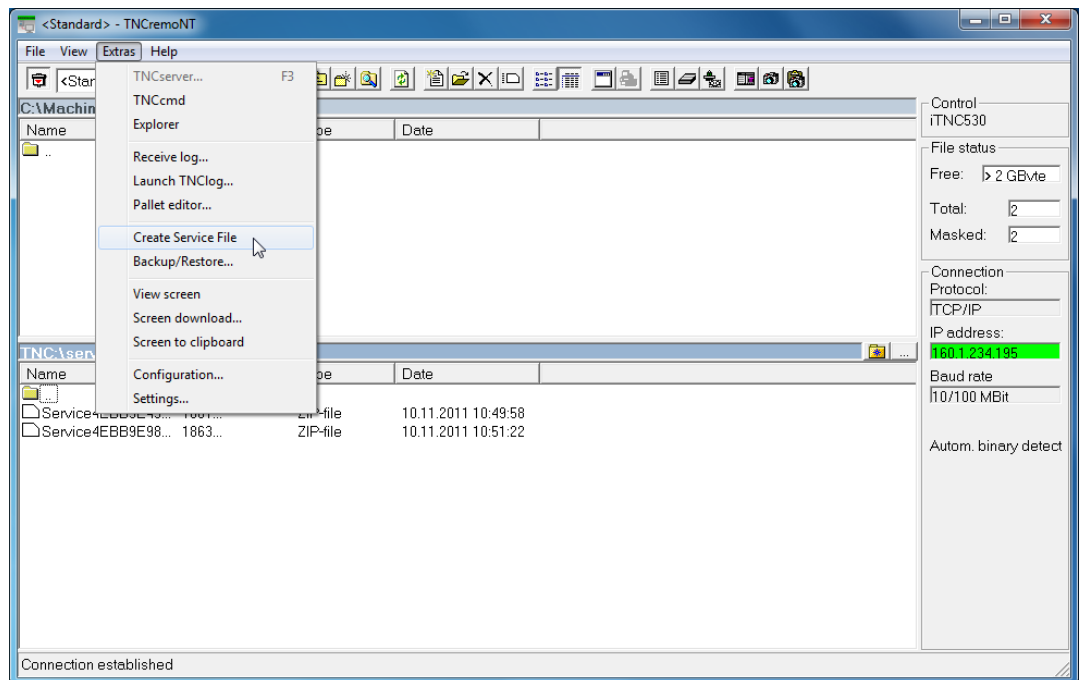 <Standard> - TNCremoNT
File View Extras Help
<Star
TNCserver... F3
TNCcmd
Explorer
Receive log...
Launch TNClog...
Pallet editor...
Create Service File
Backup/Restore...
View screen
Screen download...
Screen to clipboard
Configuration...
Settings...
C:\Machin
Name Date
..
TNC:\serv
...
Name Date
..
ZIP-file 10.11.2011 10:49:58
Service4EBB9E98... 1863... ZIP-file 10.11.2011 10:51:22
Control
iTNC530
File status
Free: > 2 GByte
Total: 2
Masked: 2
Connection
Protocol:
TCP/IP
IP address:
160.1.234.195
Baud rate
10/100 MBit
Autom. binary detect
Connection established